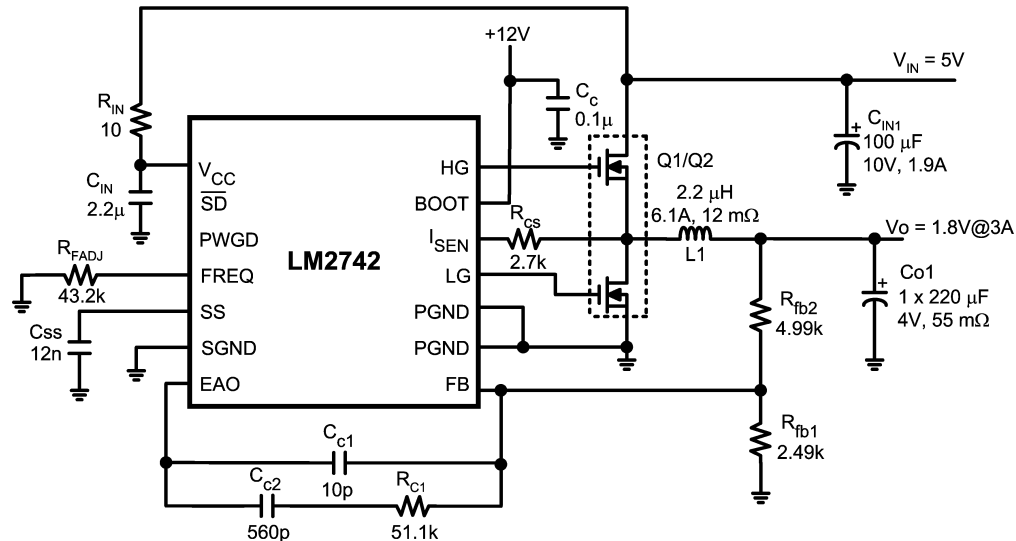 +12V
V_IN = 5V
R_IN
10
C_c
0.1µ
C_IN1
100 µF
10V, 1.9A
+
V_CC
HG
Q1/Q2
C_IN
2.2µ
SD
BOOT
2.2 µH
6.1A, 12 mΩ
R_cs
PWGD
I_SEN
Vo = 1.8V@3A
R_FADJ
LM2742
2.7k
L1
FREQ
LG
43.2k
+
Co1
1 x 220 µF
4V, 55 mΩ
R_fb2
4.99k
SS
PGND
Css
12n
SGND
PGND
EAO
FB
R_fb1
2.49k
C_c1
10p
C_c2
R_C1
560p
51.1k